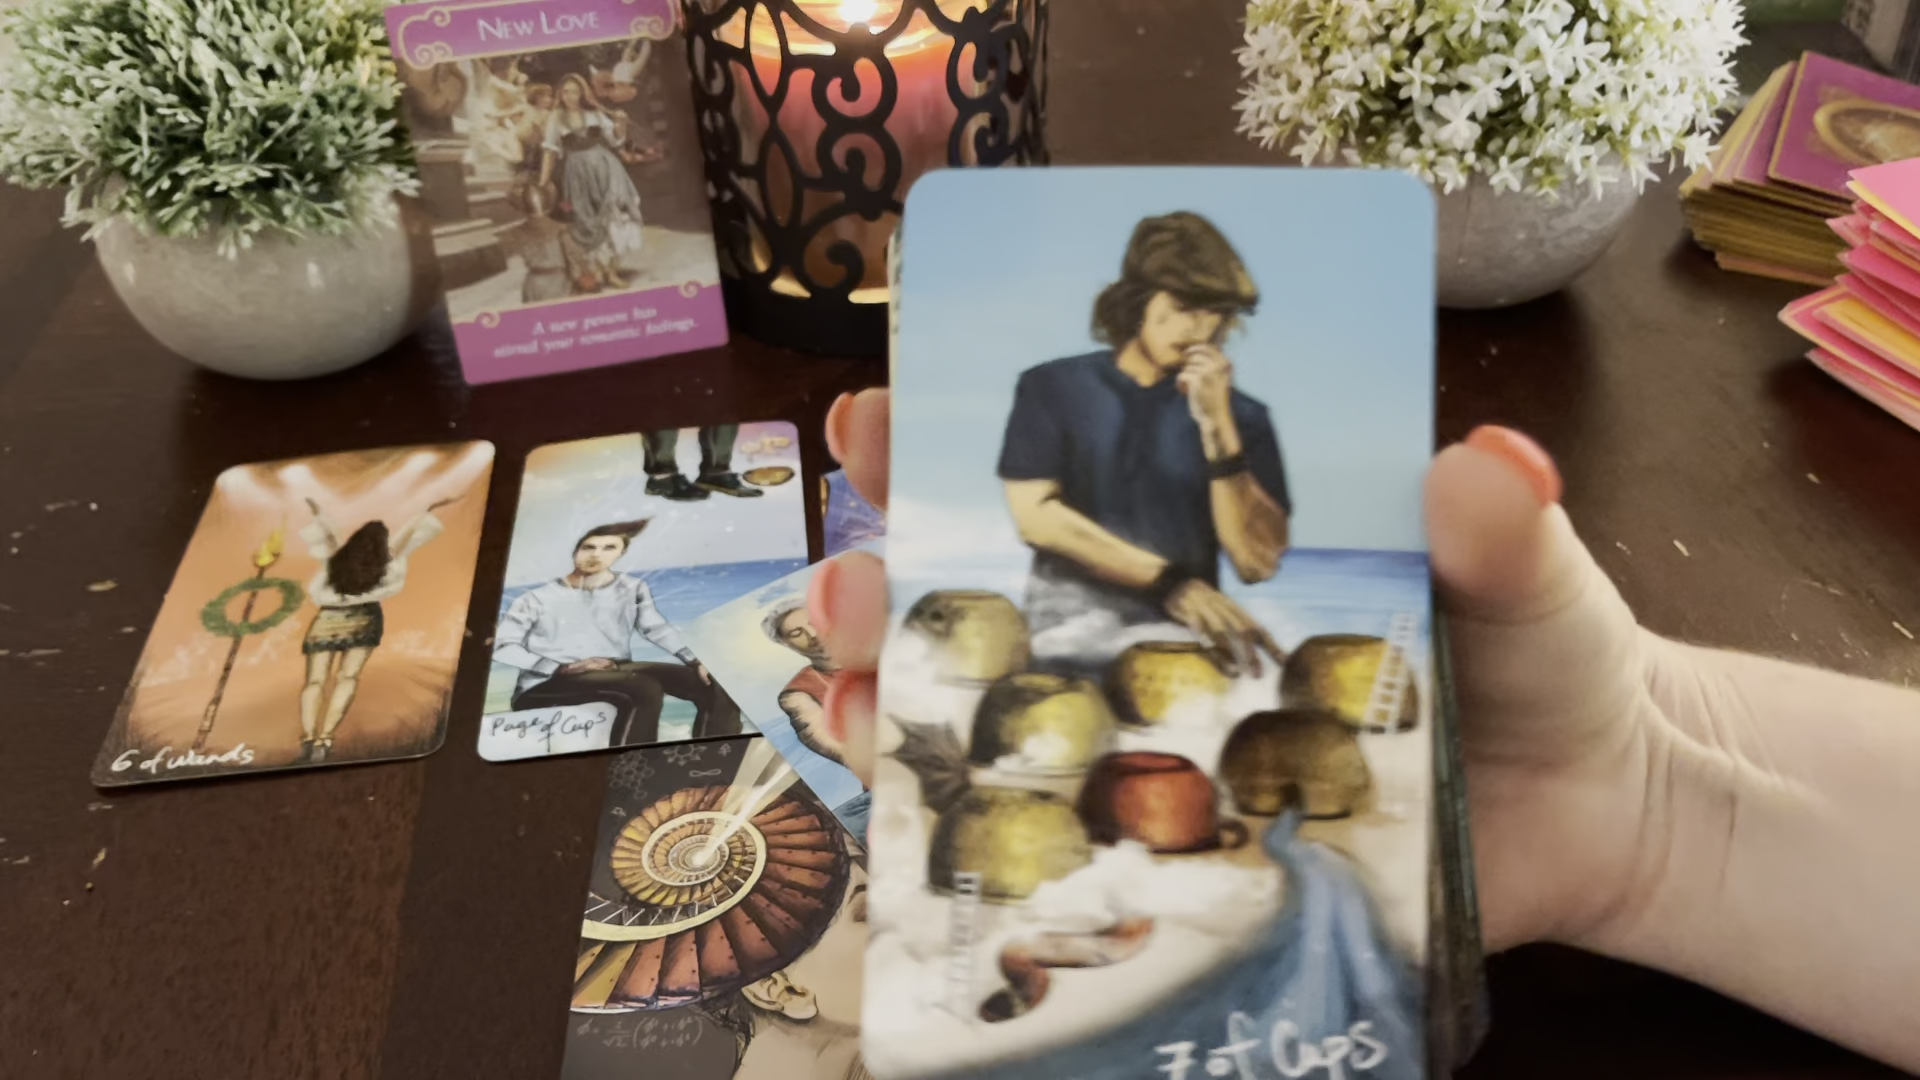 New Love
A new person has
stirred your romantic feelings.
6 of Wands
Page of Cups
7 of Cups